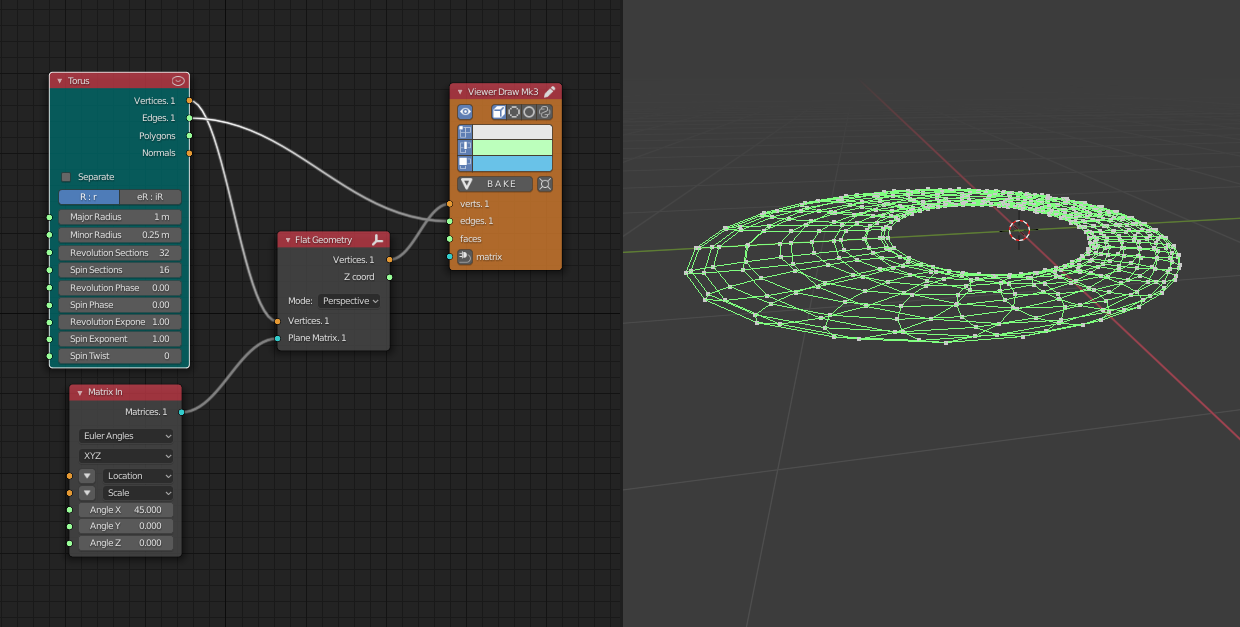 Torus
Vertices. 1
Edges. 1
Polygons
Normals
Separate
R : r
eR : iR
Major Radius 1 m
Minor Radius 0.25 m
Revolution Sections 32
Spin Sections 16
Revolution Phase 0.00
Spin Phase 0.00
Revolution Expone 1.00
Spin Exponent 1.00
Spin Twist 0
Matrix In
Matrices. 1
Euler Angles
XYZ
Location
Scale
Angle X 45.000
Angle Y 0.000
Angle Z 0.000
Flat Geometry
Vertices. 1
Z coord
Mode: Perspective
Vertices. 1
Plane Matrix. 1
Viewer Draw Mk3
BAKE
verts. 1
edges. 1
faces
matrix